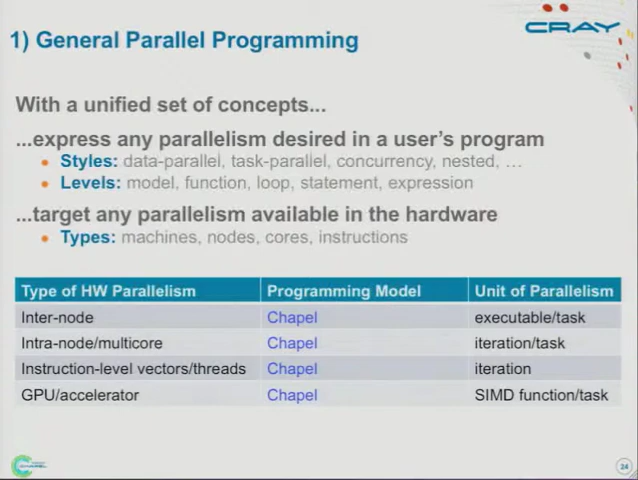 CRAY
1) General Parallel Programming
With a unified set of concepts...
...express any parallelism desired in a user's program
• Styles: data-parallel, task-parallel, concurrency, nested, ...
• Levels: model, function, loop, statement, expression
...target any parallelism available in the hardware
• Types: machines, nodes, cores, instructions
Type of HW Parallelism Programming Model Unit of Parallelism
Inter-node Chapel executable/task
Intra-node/multicore Chapel iteration/task
Instruction-level vectors/threads Chapel iteration
GPU/accelerator Chapel SIMD function/task
CHAPEL
24